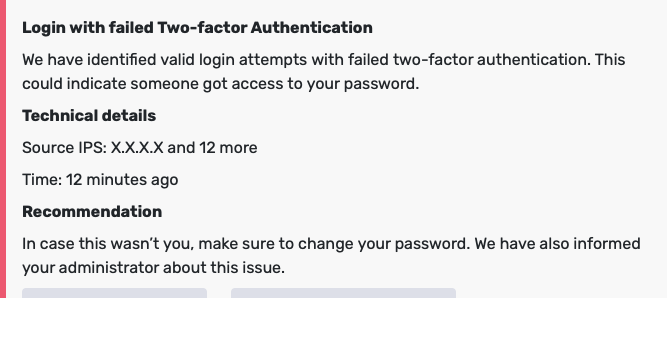 Login with failed Two-factor Authentication
We have identified valid login attempts with failed two-factor authentication. This
could indicate someone got access to your password.
Technical details
Source IPS: X.X.X.X and 12 more
Time: 12 minutes ago
Recommendation
In case this wasn't you, make sure to change your password. We have also informed
your administrator about this issue.